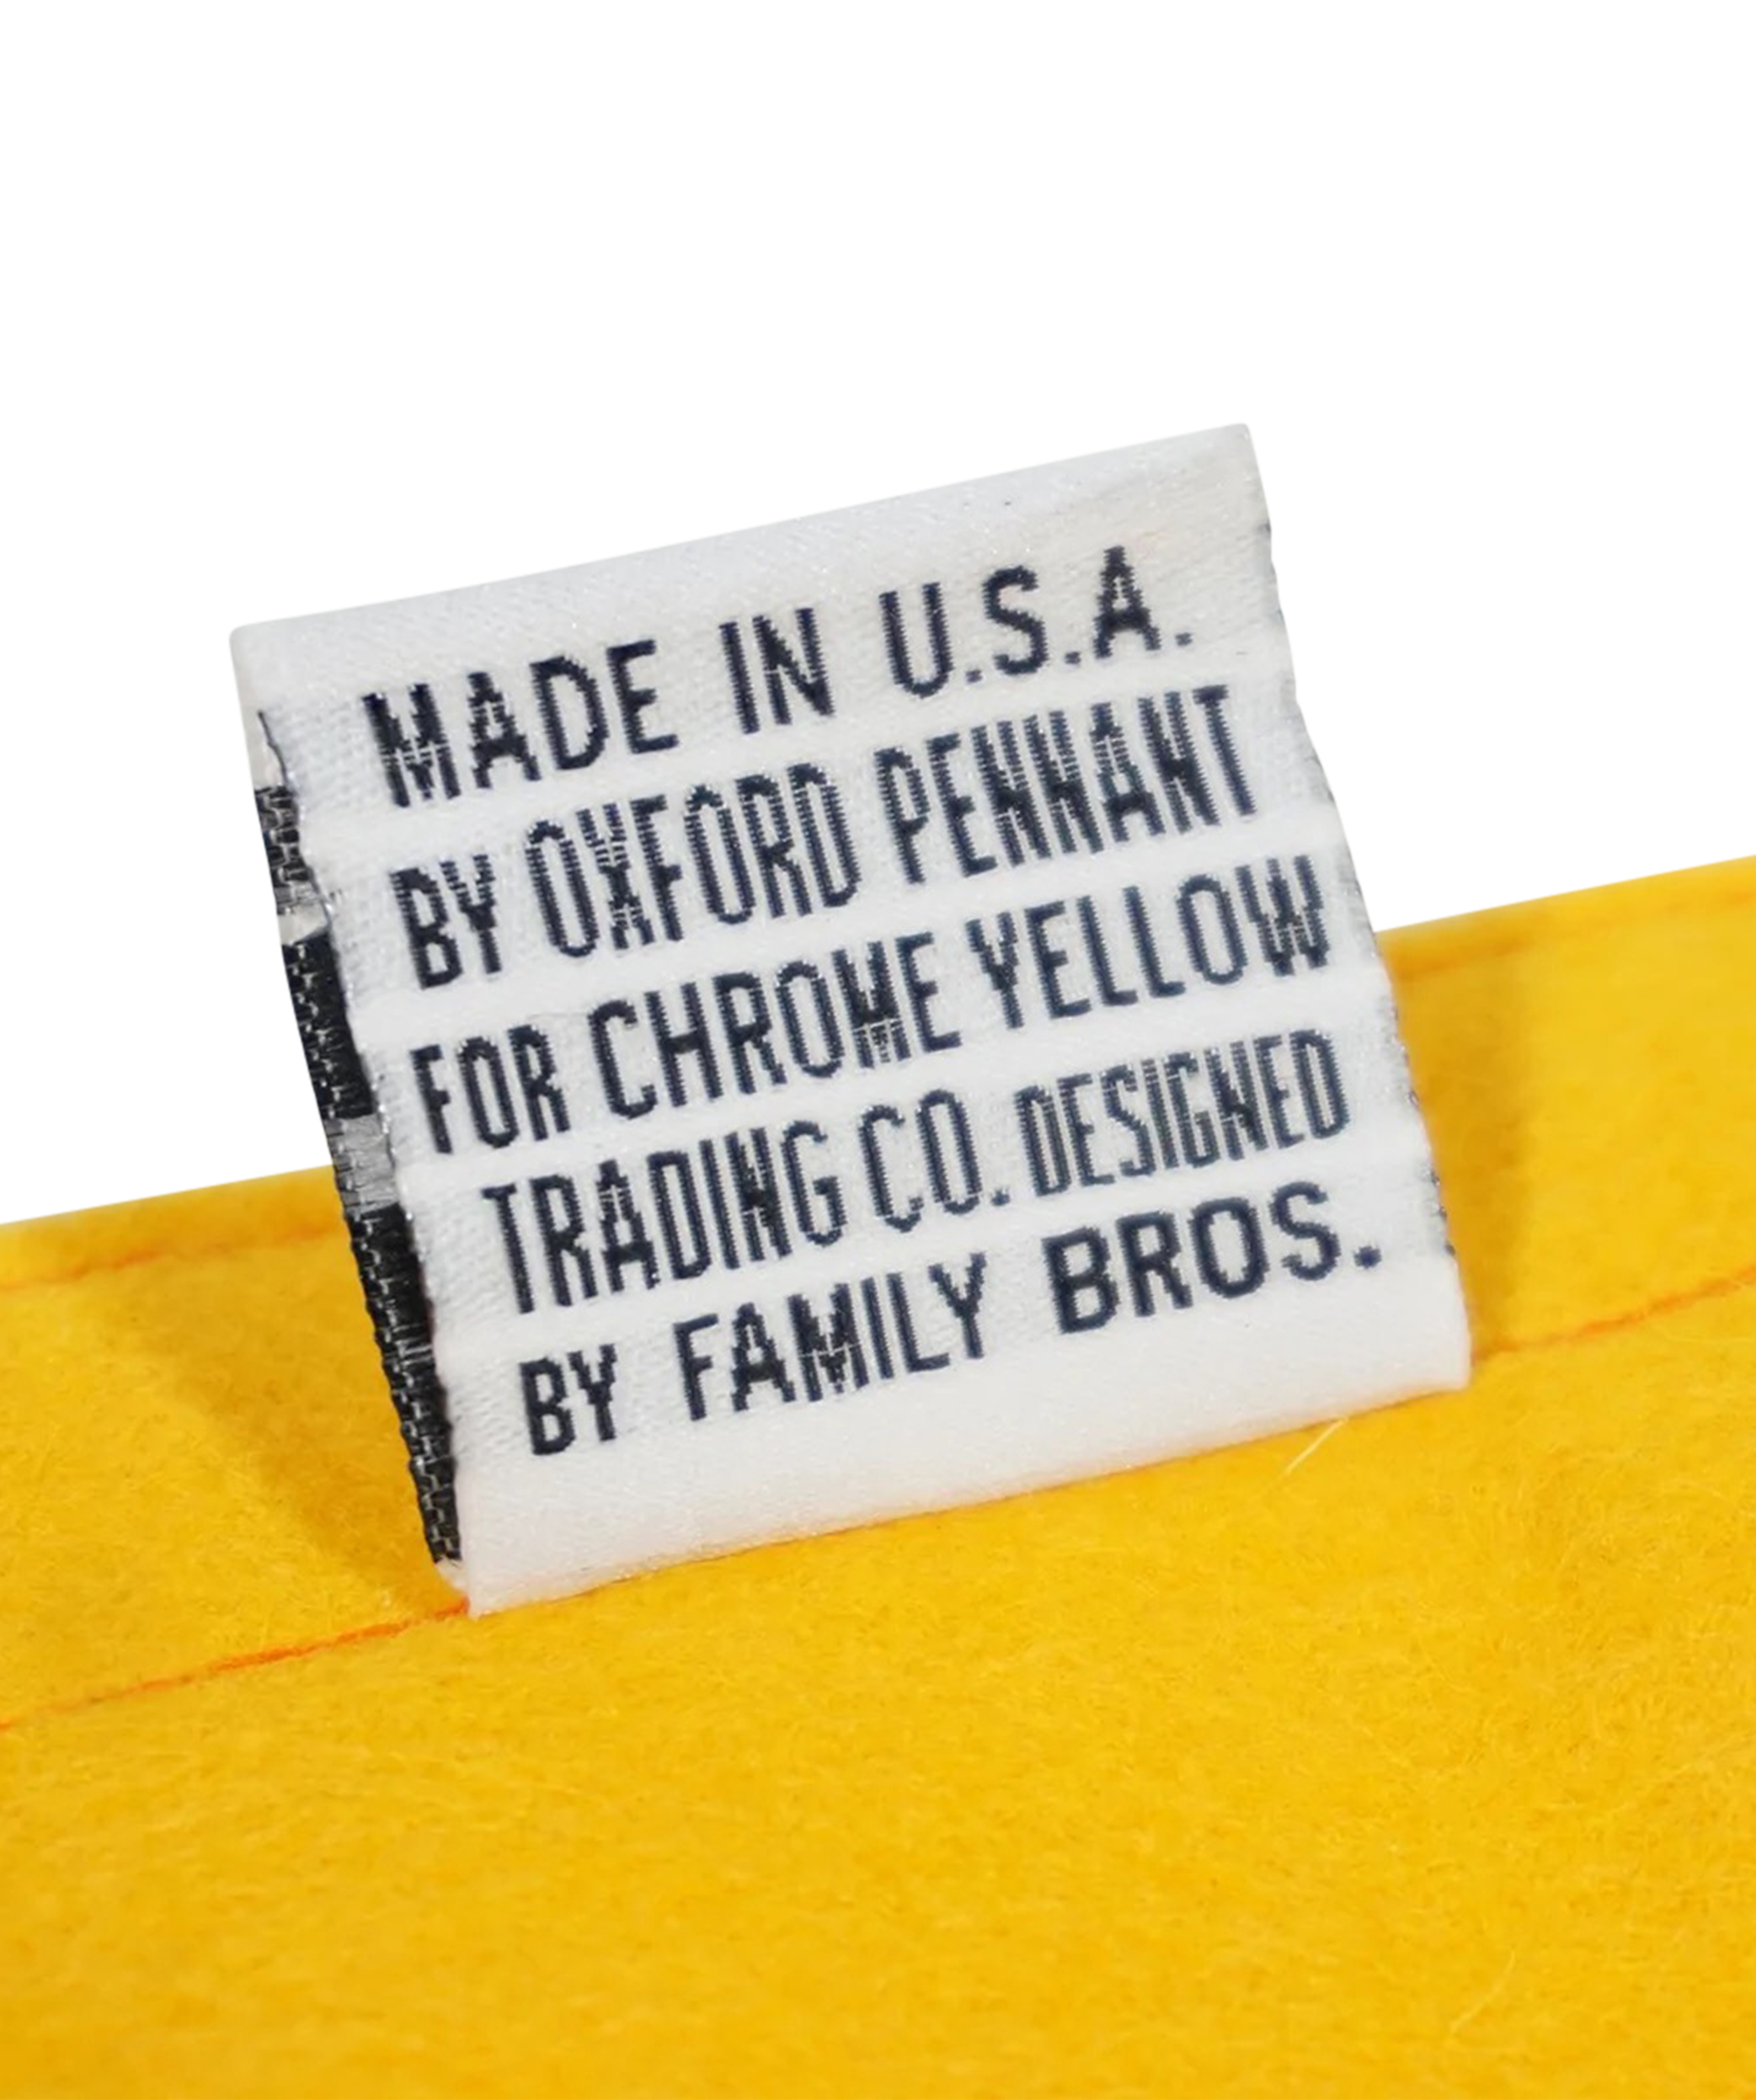 MADE IN U.S.A.
BY OXFORD PENNANT
FOR CHROME YELLOW
TRADING CO. DESIGNED
BY FAMILY BROS.